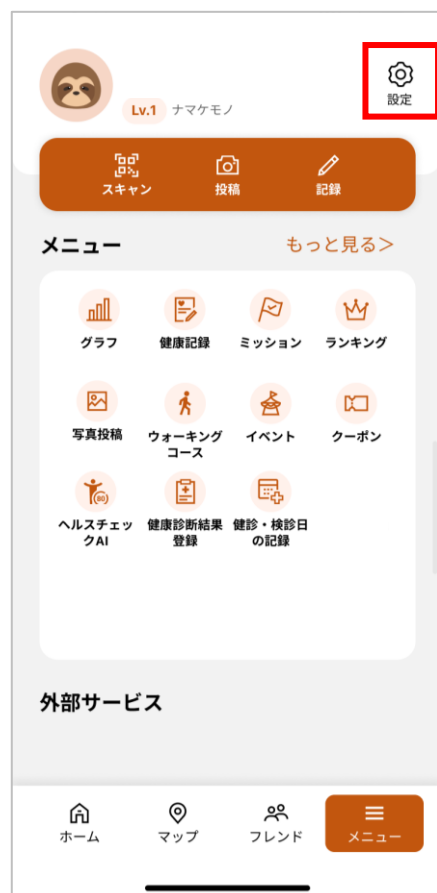 設定
Lv.1 ナマケモノ
スキャン 投稿 記録
メニュー もっと見る＞
グラフ 健康記録 ミッション ランキング
写真投稿 ウォーキング イベント クーポン
コース
ヘルスチェッ 健康診断結果 健診・検診日
クAI 登録 の記録
外部サービス
ホーム マップ フレンド メニュー